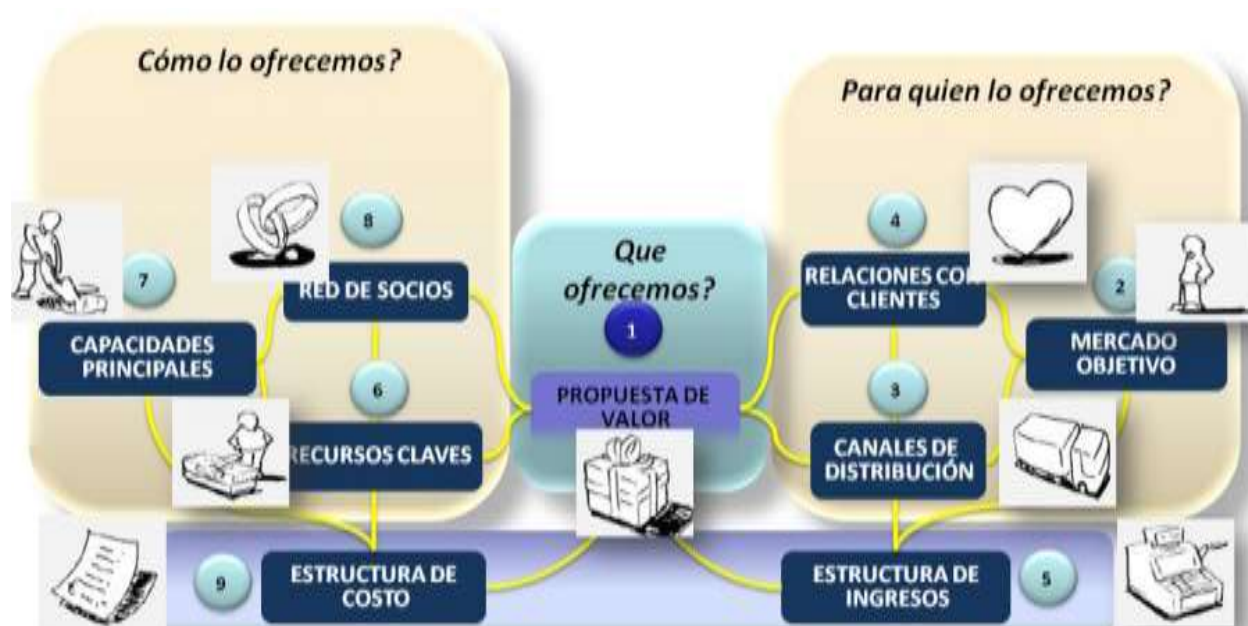 Cómo lo ofrecemos?
Para quien lo ofrecemos?
8
4
Que
ofrecemos?
7
RED DE SOCIOS
RELACIONES CON
CLIENTES
2
1
CAPACIDADES
PRINCIPALES
MERCADO
OBJETIVO
6
3
PROPUESTA DE
VALOR
RECURSOS CLAVES
CANALES DE
DISTRIBUCIÓN
9
ESTRUCTURA DE
COSTO
ESTRUCTURA DE
INGRESOS
5